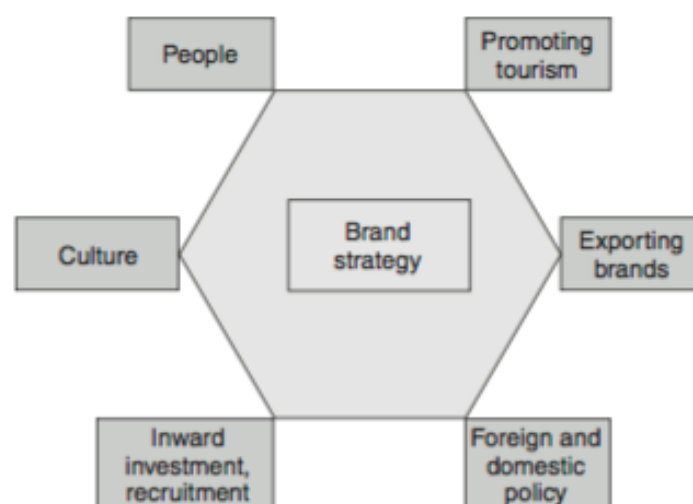 People
Promoting
tourism
Culture
Brand
strategy
Exporting
brands
Inward
investment,
recruitment
Foreign and
domestic
policy